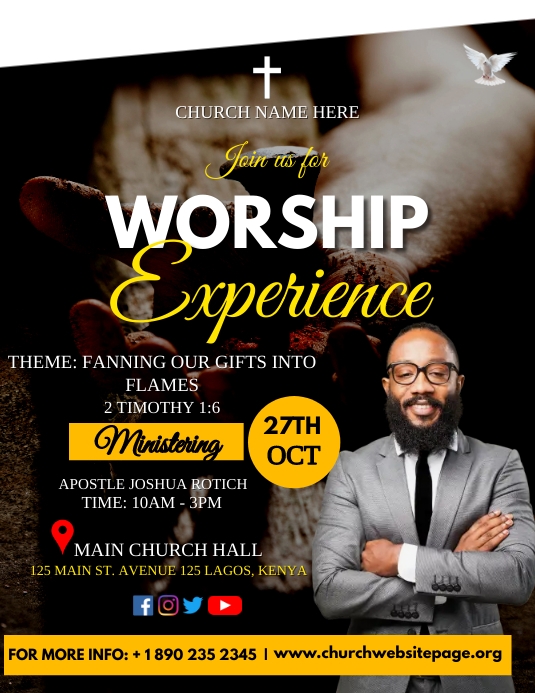 CHURCH NAME HERE
Join us for
WORSHIP
Experience
THEME: FANNING OUR GIFTS INTO
FLAMES
2 TIMOTHY 1:6
Ministering
27TH
OCT
APOSTLE JOSHUA ROTICH
TIME: 10AM - 3PM
MAIN CHURCH HALL
125 MAIN ST. AVENUE 125 LAGOS, KENYA
FOR MORE INFO: + 1 890 235 2345 | www.churchwebsitepage.org